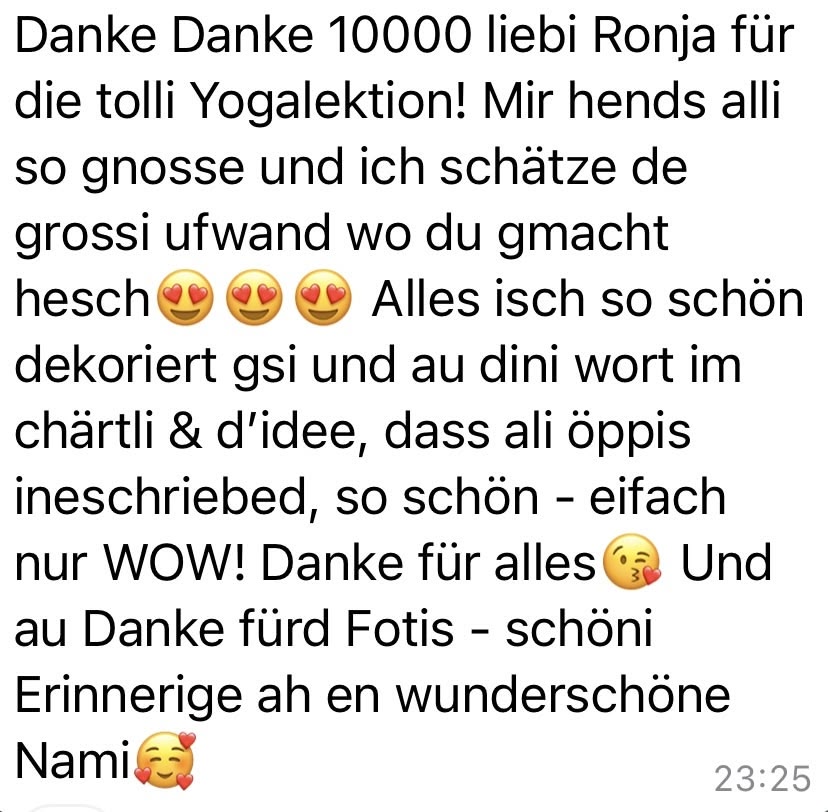 Danke Danke 10000 liebi Ronja für
die tolli Yogalektion! Mir hends alli
so gnosse und ich schätze de
grossi ufwand wo du gmacht
hesch😍😍😍 Alles isch so schön
dekoriert gsi und au dini wort im
chärtli & d’idee, dass ali öppis
ineschriebed, so schön - eifach
nur WOW! Danke für alles😘 Und
au Danke fürd Fotis - schöni
Erinnerige ah en wunderschöne
Nami🥰
23:25